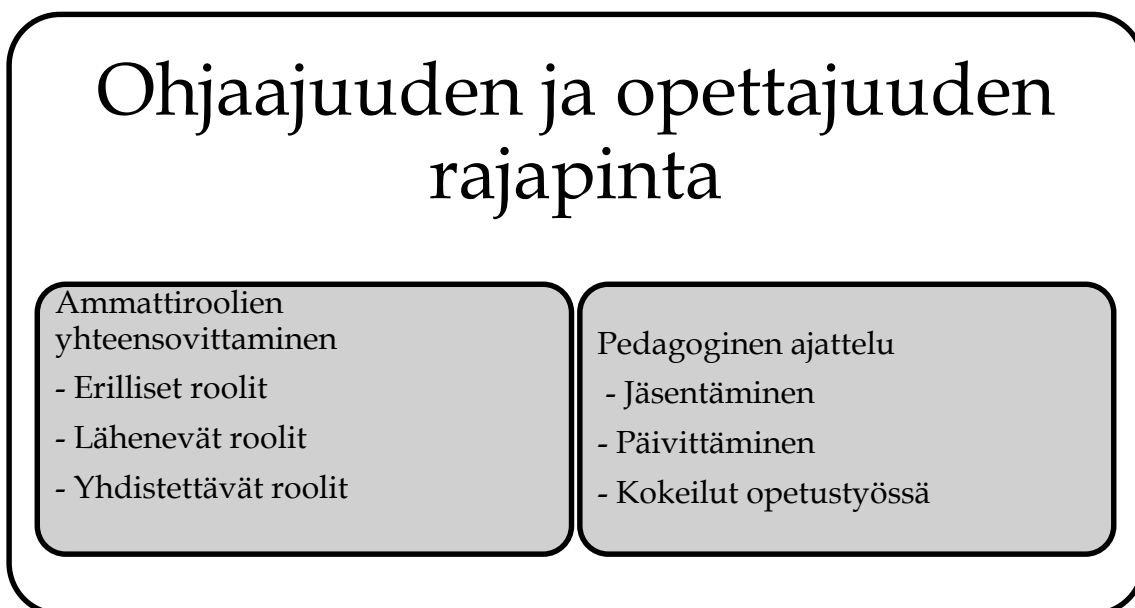 Ohjaajuuden ja opettajuuden
rajapinta
Ammattiroolien
yhteensovittaminen
- Erilliset roolit
- Lähenevät roolit
- Yhdistettävät roolit
Pedagoginen ajattelu
- Jäsentäminen
- Päivittäminen
- Kokeilut opetustyössä